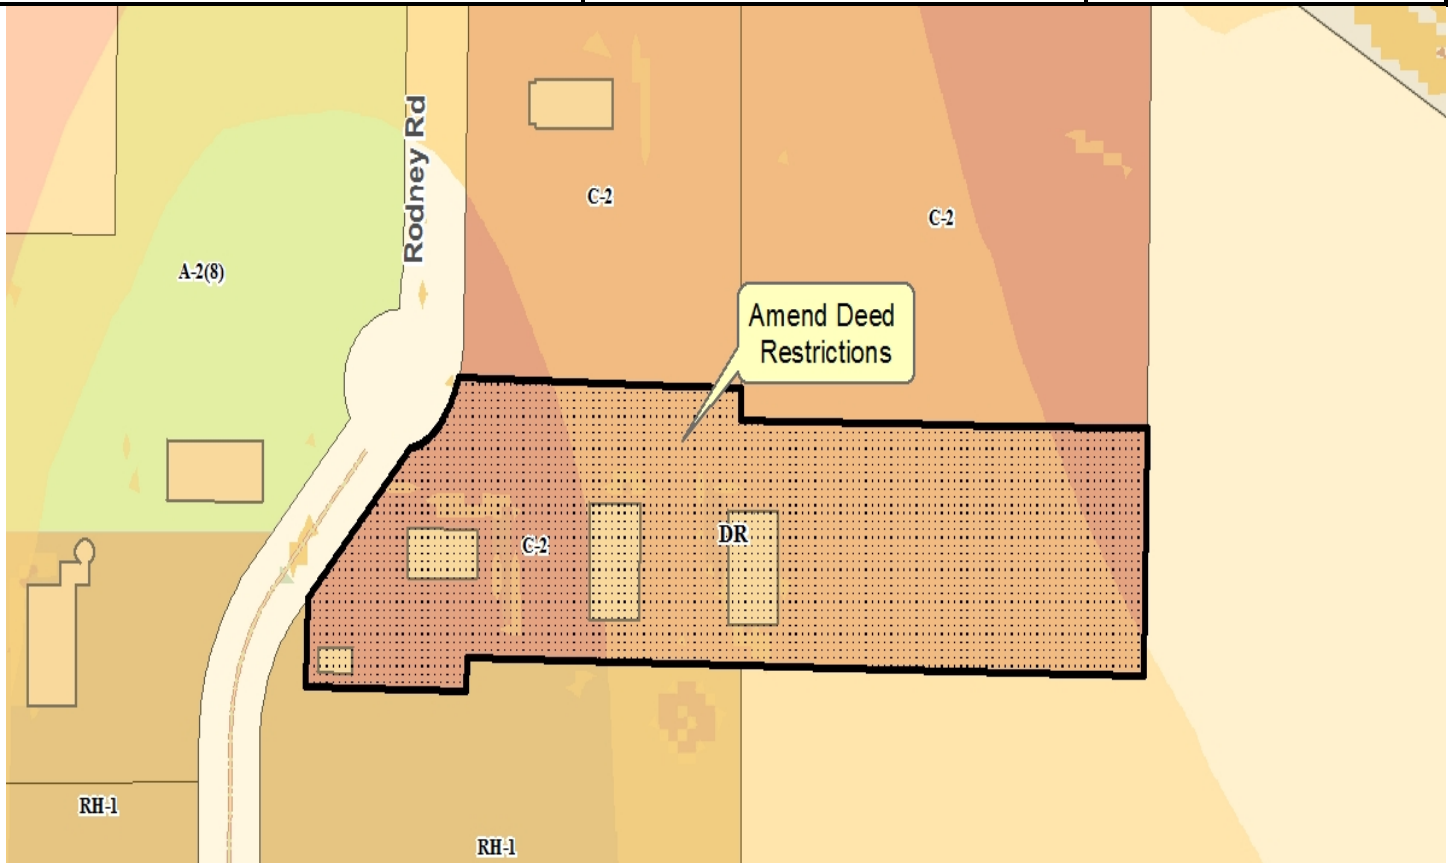 Rodney Rd
C-2
C-2
A-2(8)
Amend Deed
Restrictions
DR
C-2
RH-1
RH-1